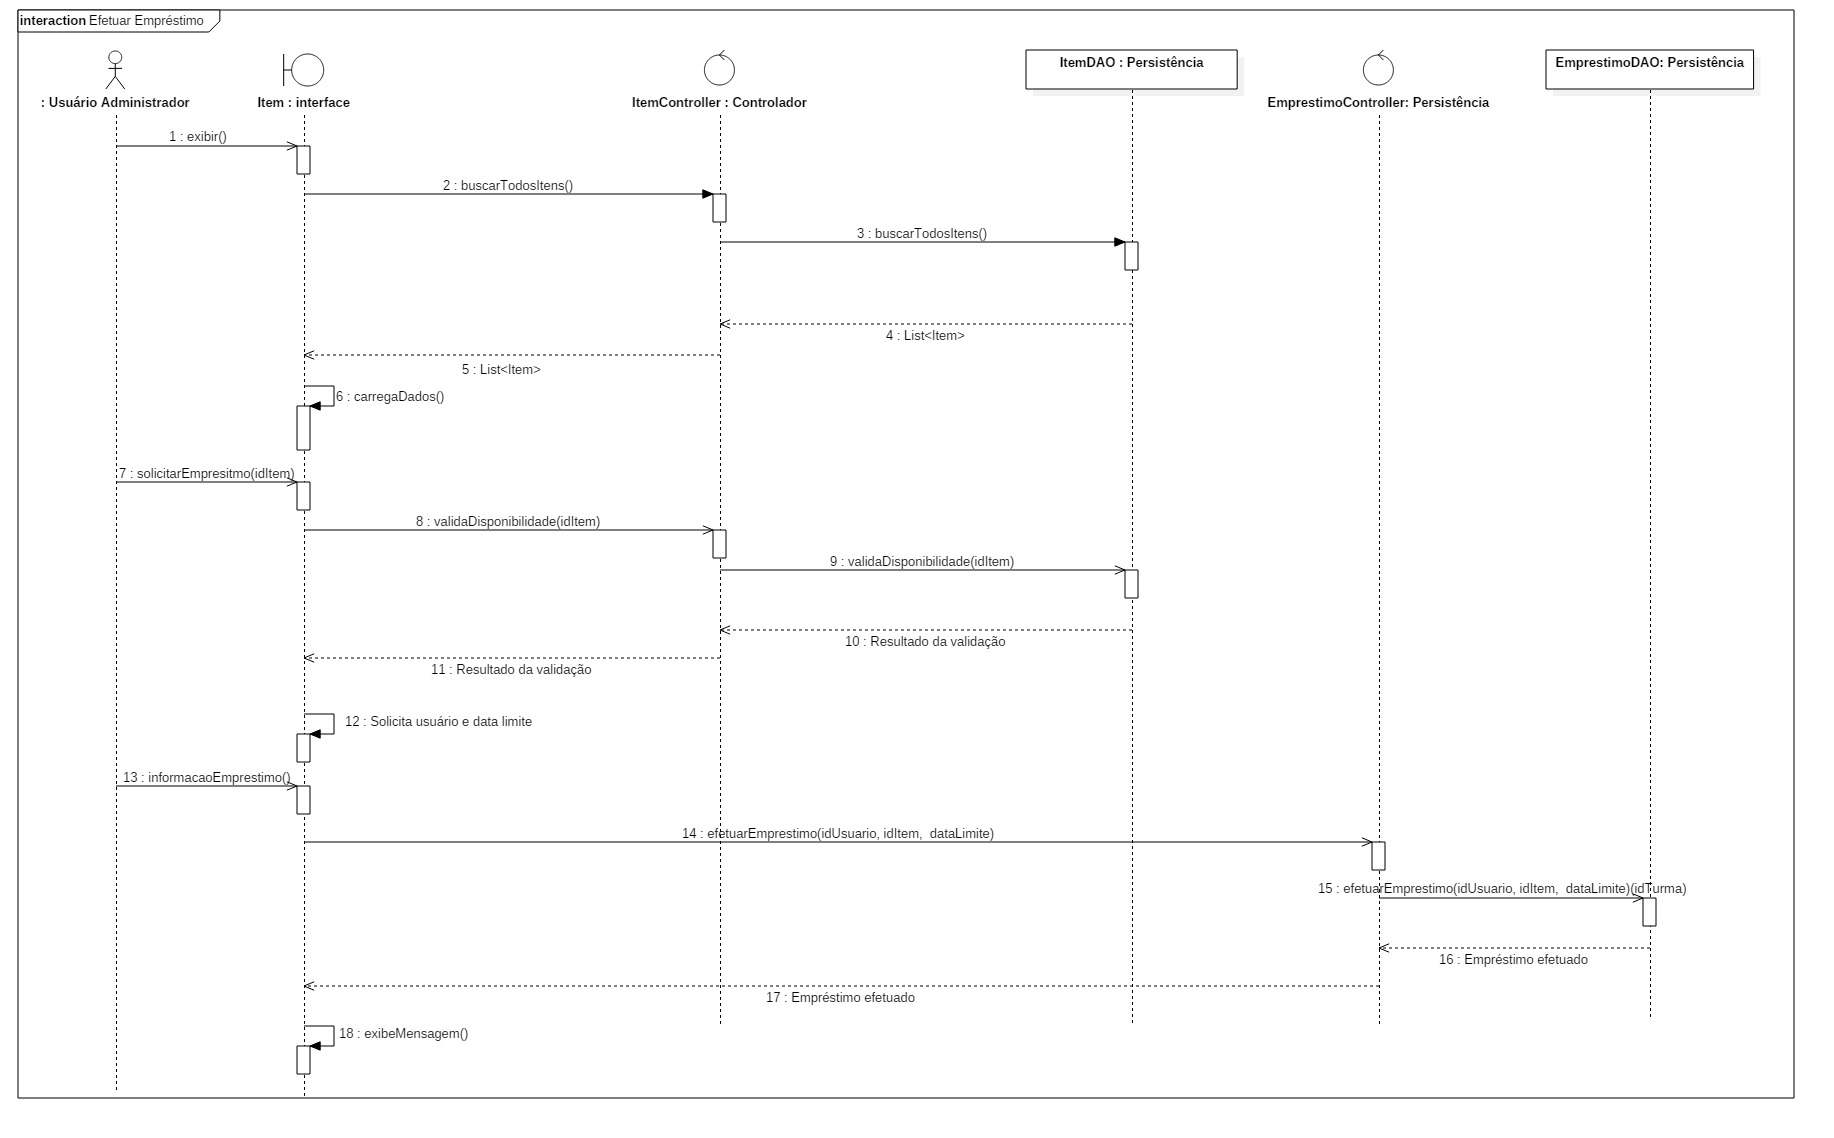 interaction Efetuar Empréstimo
: Usuário Administrador
Item : interface
ItemController : Controlador
ItemDAO : Persistência
EmprestimoController: Persistência
EmprestimoDAO: Persistência
1 : exibir()
2 : buscarTodosItens()
3 : buscarTodosItens()
4 : List<Item>
5 : List<Item>
6 : carregaDados()
7 : solicitarEmpresitmo(idItem)
8 : validaDisponibilidade(idItem)
9 : validaDisponibilidade(idItem)
10 : Resultado da validação
11 : Resultado da validação
12 : Solicita usuário e data limite
13 : informacaoEmprestimo()
14 : efetuarEmprestimo(idUsuario, idItem,  dataLimite)
15 : efetuarEmprestimo(idUsuario, idItem,  dataLimite)(idTurma)
16 : Empréstimo efetuado
17 : Empréstimo efetuado
18 : exibeMensagem()